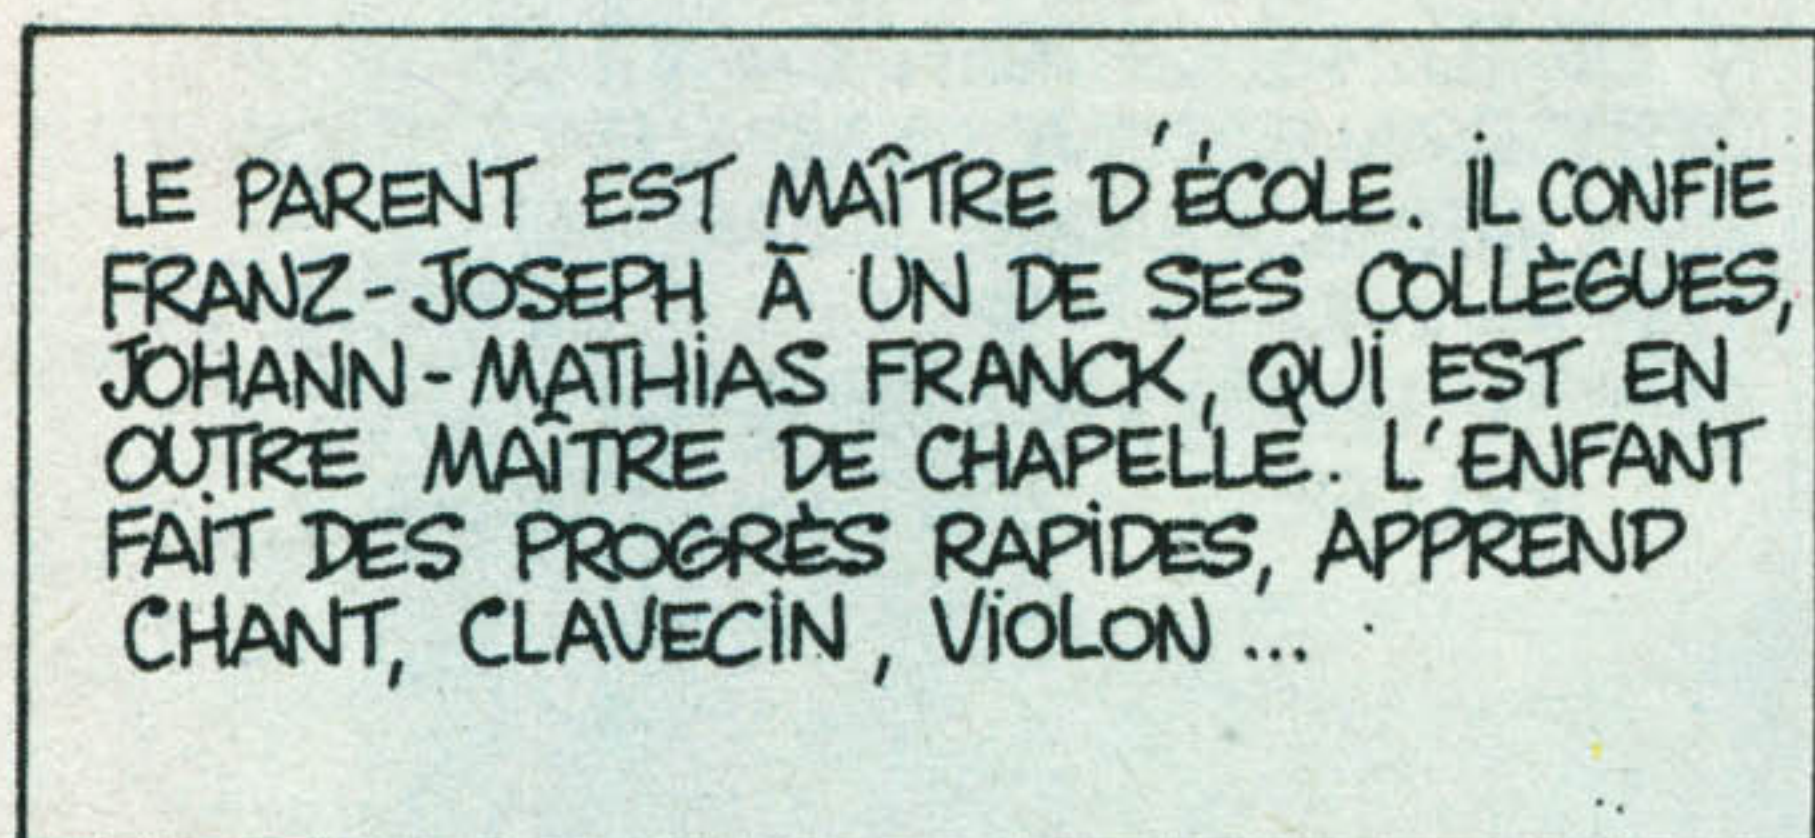 LE PARENT EST MAÎTRE D'ÉCOLE. IL CONFIE
FRANZ-JOSEPH À UN DE SES COLLÈGUES,
JOHANN-MATHIAS FRANCK, QUI EST EN
OUTRE MAÎTRE DE CHAPELLE. L'ENFANT
FAIT DES PROGRÈS RAPIDES, APPREND
CHANT, CLAVECIN, VIOLON...